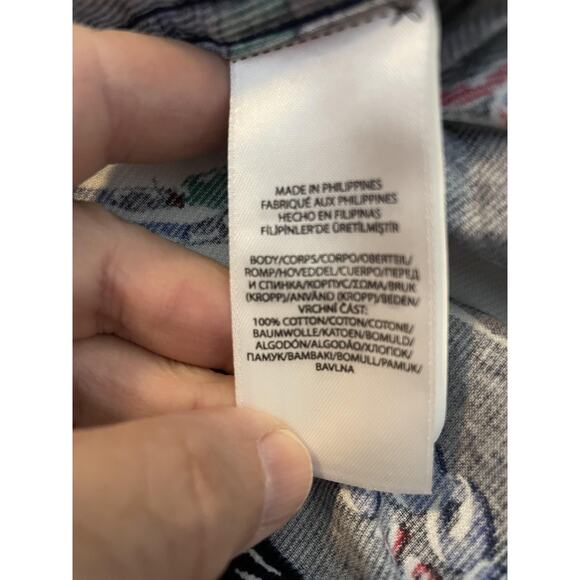 MADE IN PHILIPPINES
FABRIQUÉ AUX PHILIPPINES
HECHO EN FILIPINAS
FİLİPİNLER'DE ÜRETİLMİŞTİR
BODY/CORPS/CORPO/OBERTEIL/
ROMP/HOVEDDEL/CUERPO/ПЕРЕД
И СПИНКА/КОРПУС/ΣΩΜΑ/BRUK
(KROPP)/ANVÄND (KROPP)/BEDEN/
VRCHNÍ ČÁST:
100% COTTON/COTON/COTONE/
BAUMWOLLE/KATOEN/BOMULD/
ALGODÓN/ALGODÃO/ХЛОПОК/
ПАМУК/BAMBAKI/BOMULL/PAMUK/
BAVLNA